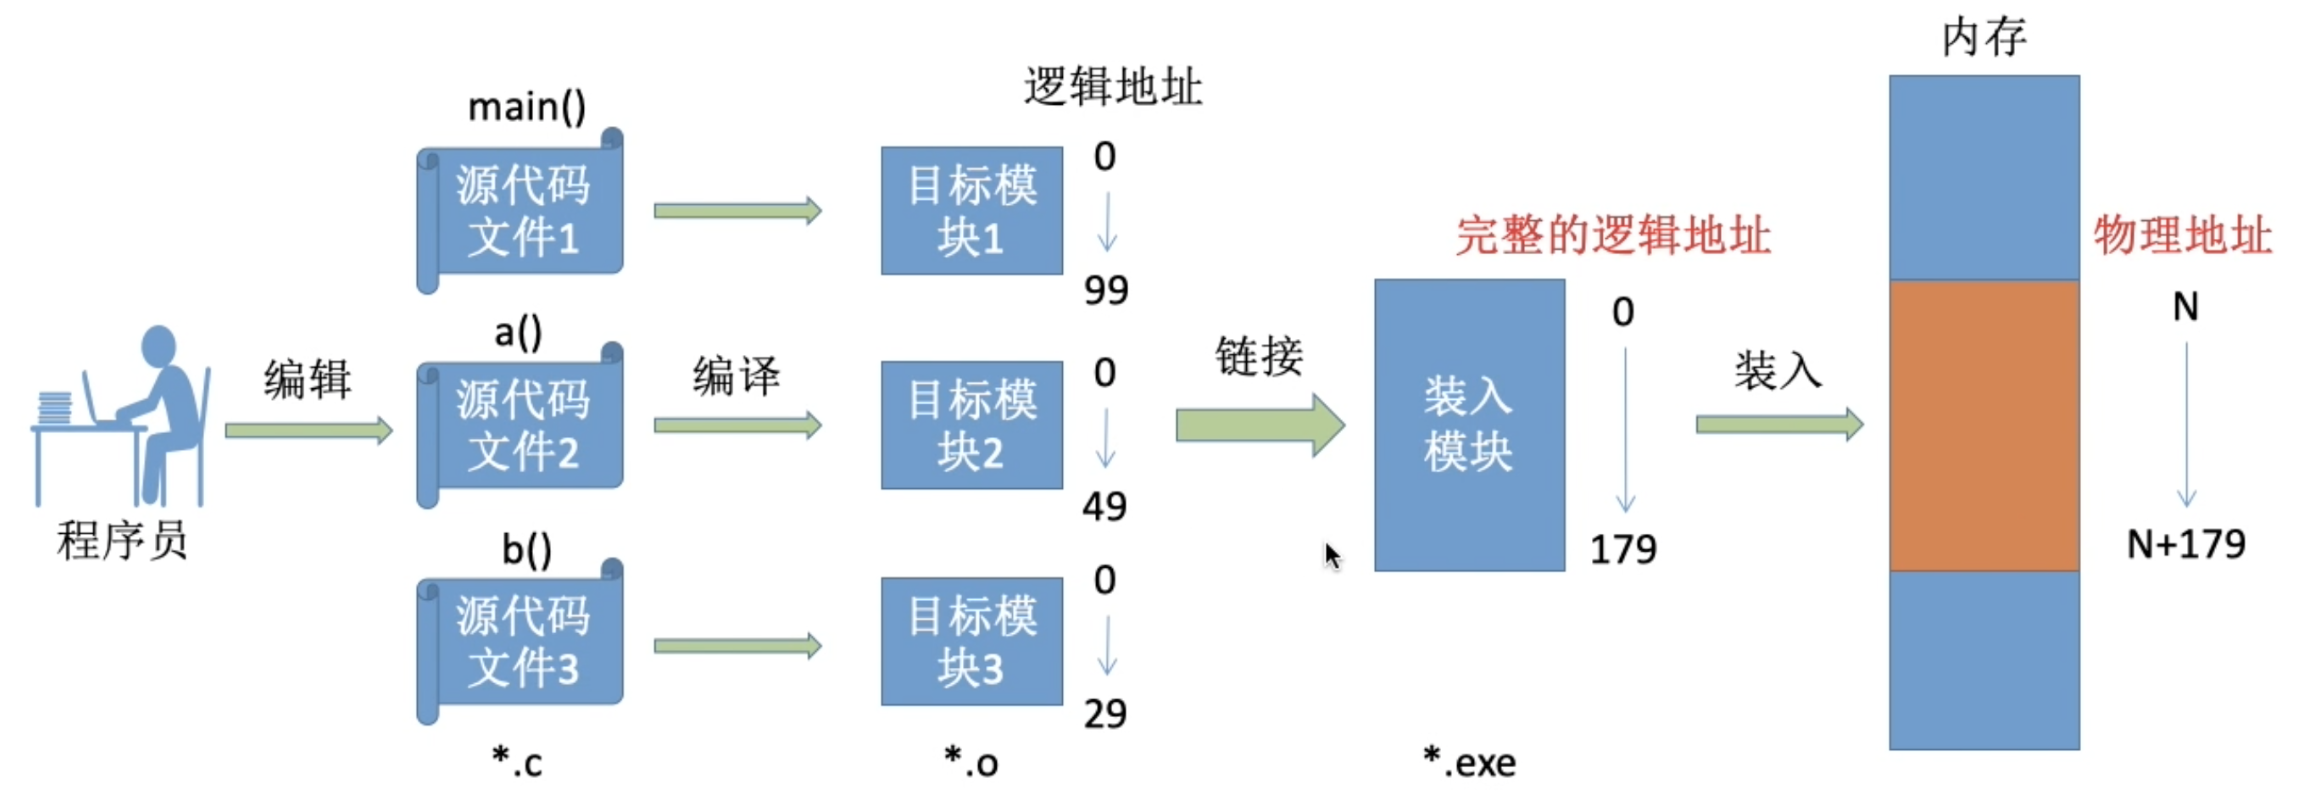 程序员
编辑
main()
源代码
文件1
a()
源代码
文件2
b()
源代码
文件3
*.c
编译
逻辑地址
目标模
块1
0
99
目标模
块2
0
49
目标模
块3
0
29
*.o
链接
完整的逻辑地址
装入
模块
0
179
*.exe
装入
内存
物理地址
N
N+179